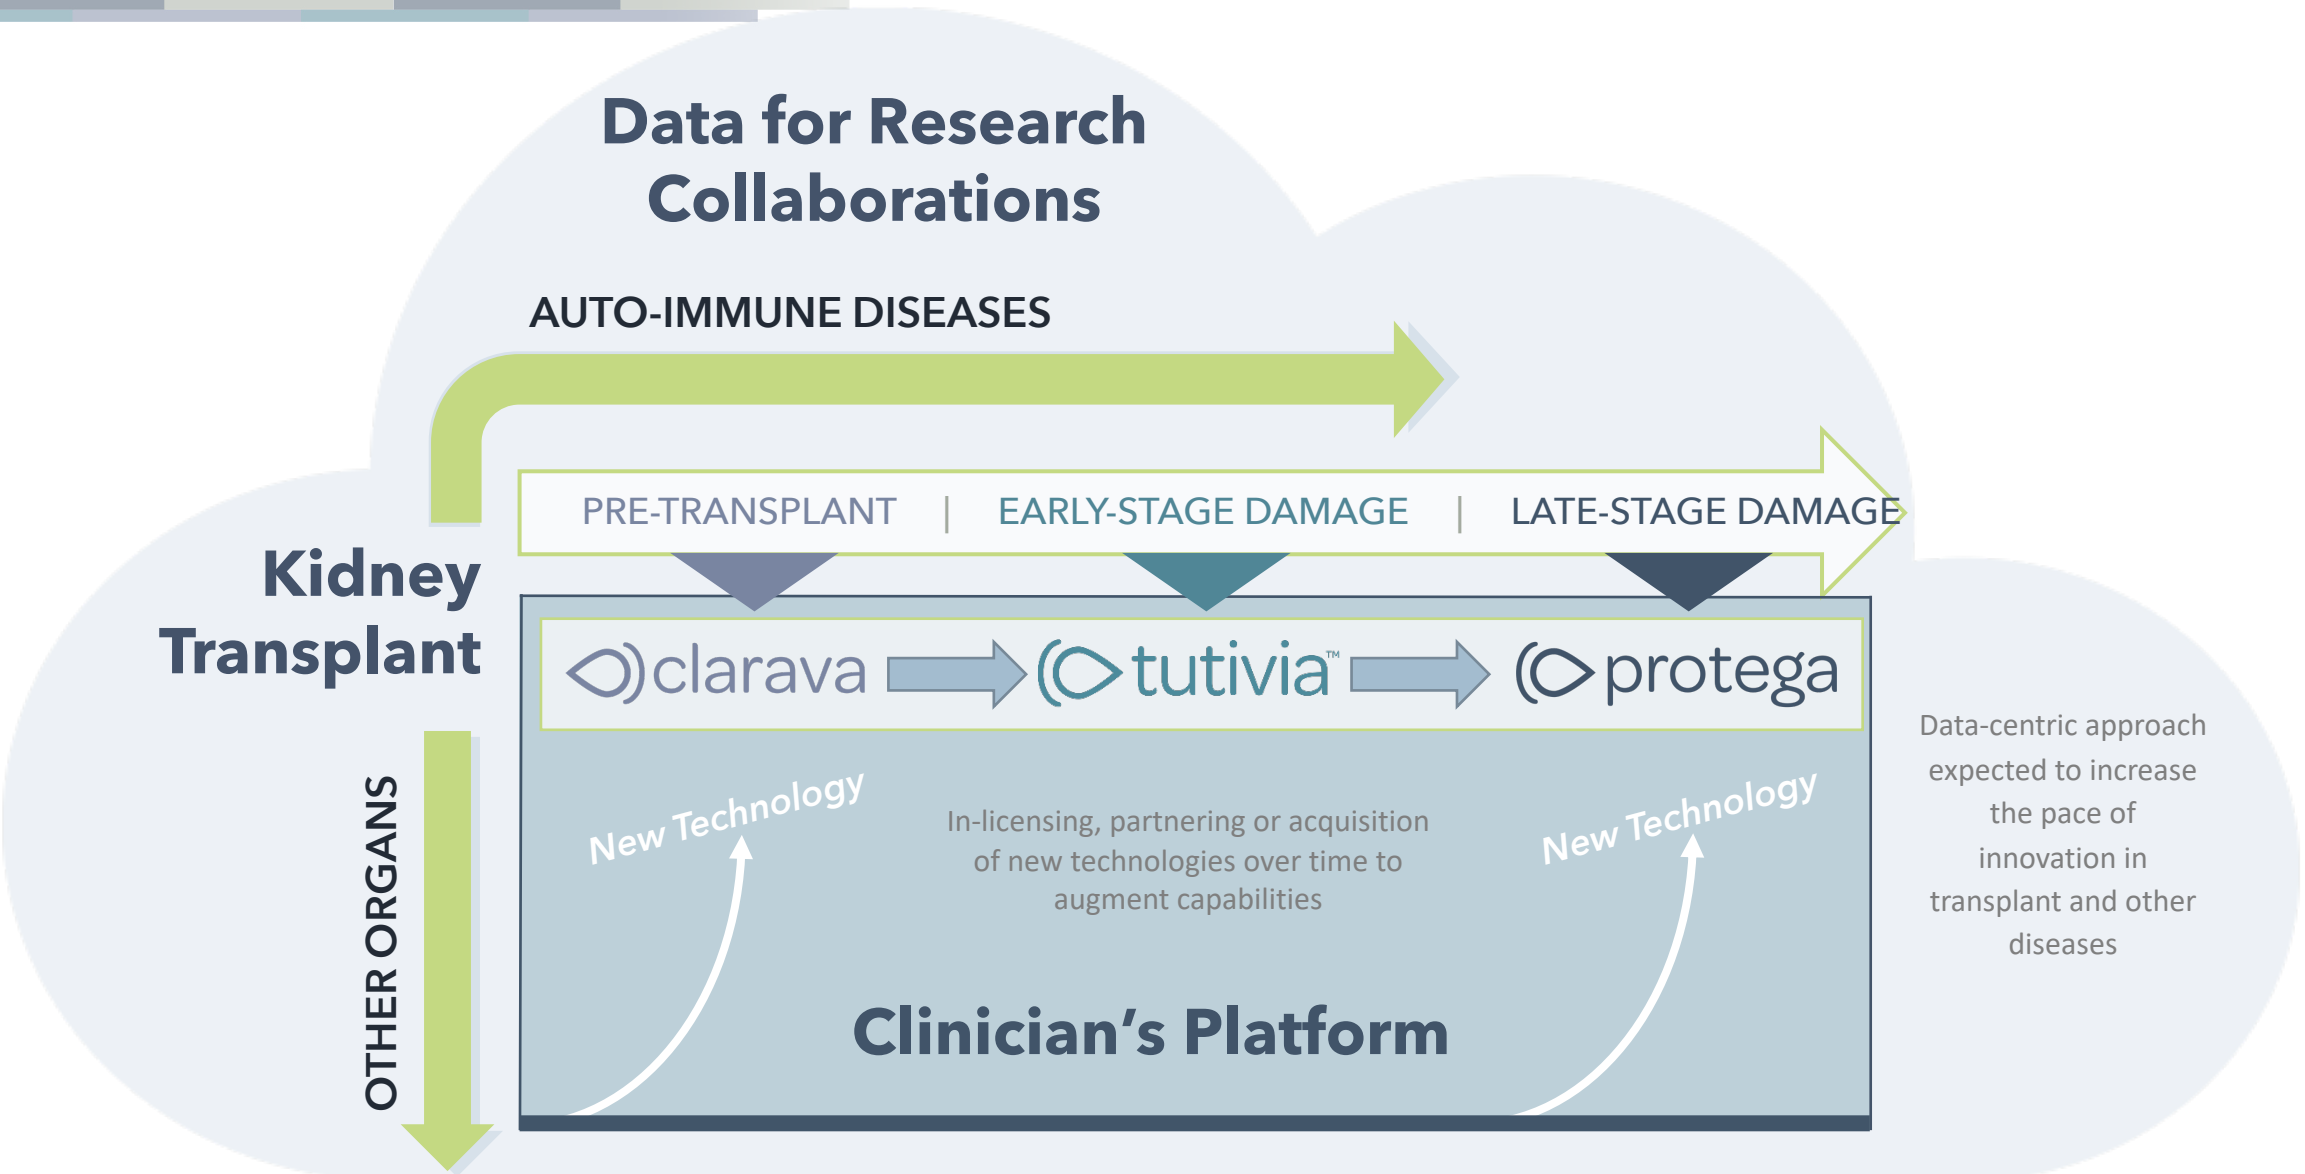 Data for Research
Collaborations
AUTO-IMMUNE DISEASES
PRE-TRANSPLANT | EARLY-STAGE DAMAGE | LATE-STAGE DAMAGE
Kidney
Transplant
clarava tutivia™ protega
OTHER ORGANS
New Technology
In-licensing, partnering or acquisition
of new technologies over time to
augment capabilities
New Technology
Clinician’s Platform
Data-centric approach
expected to increase
the pace of
innovation in
transplant and other
diseases